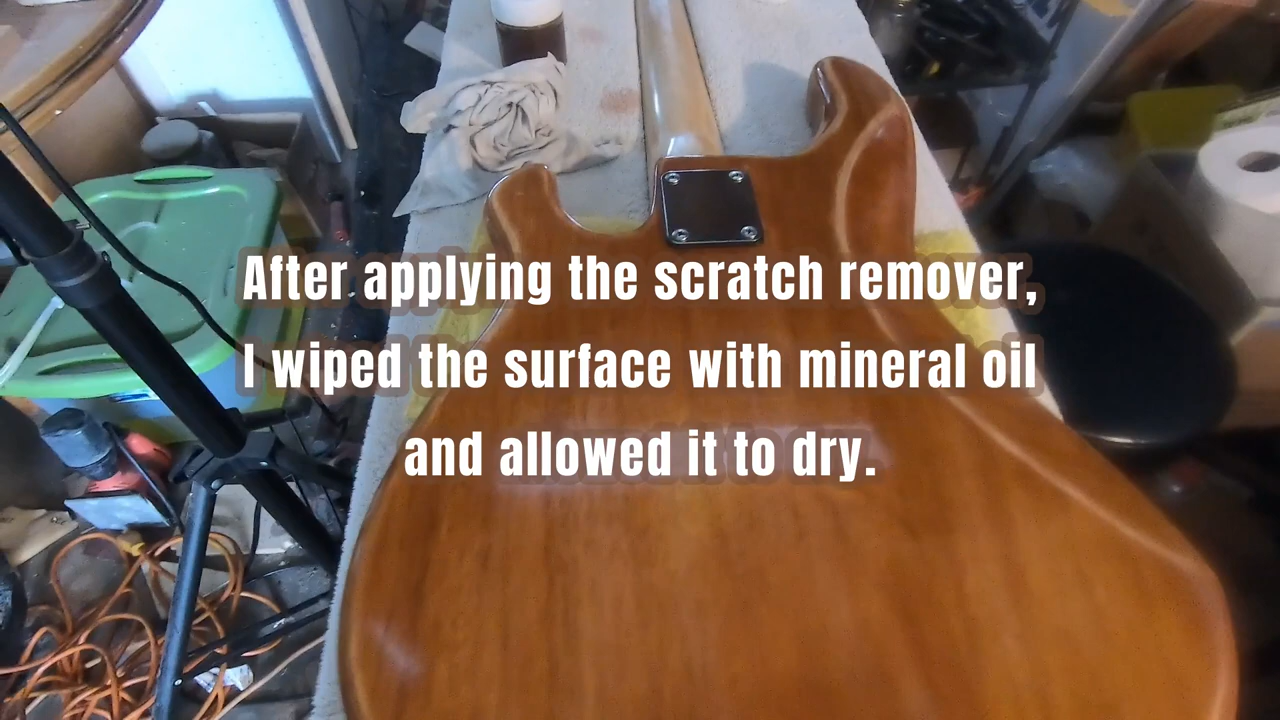 After applying the scratch remover,
I wiped the surface with mineral oil
and allowed it to dry.